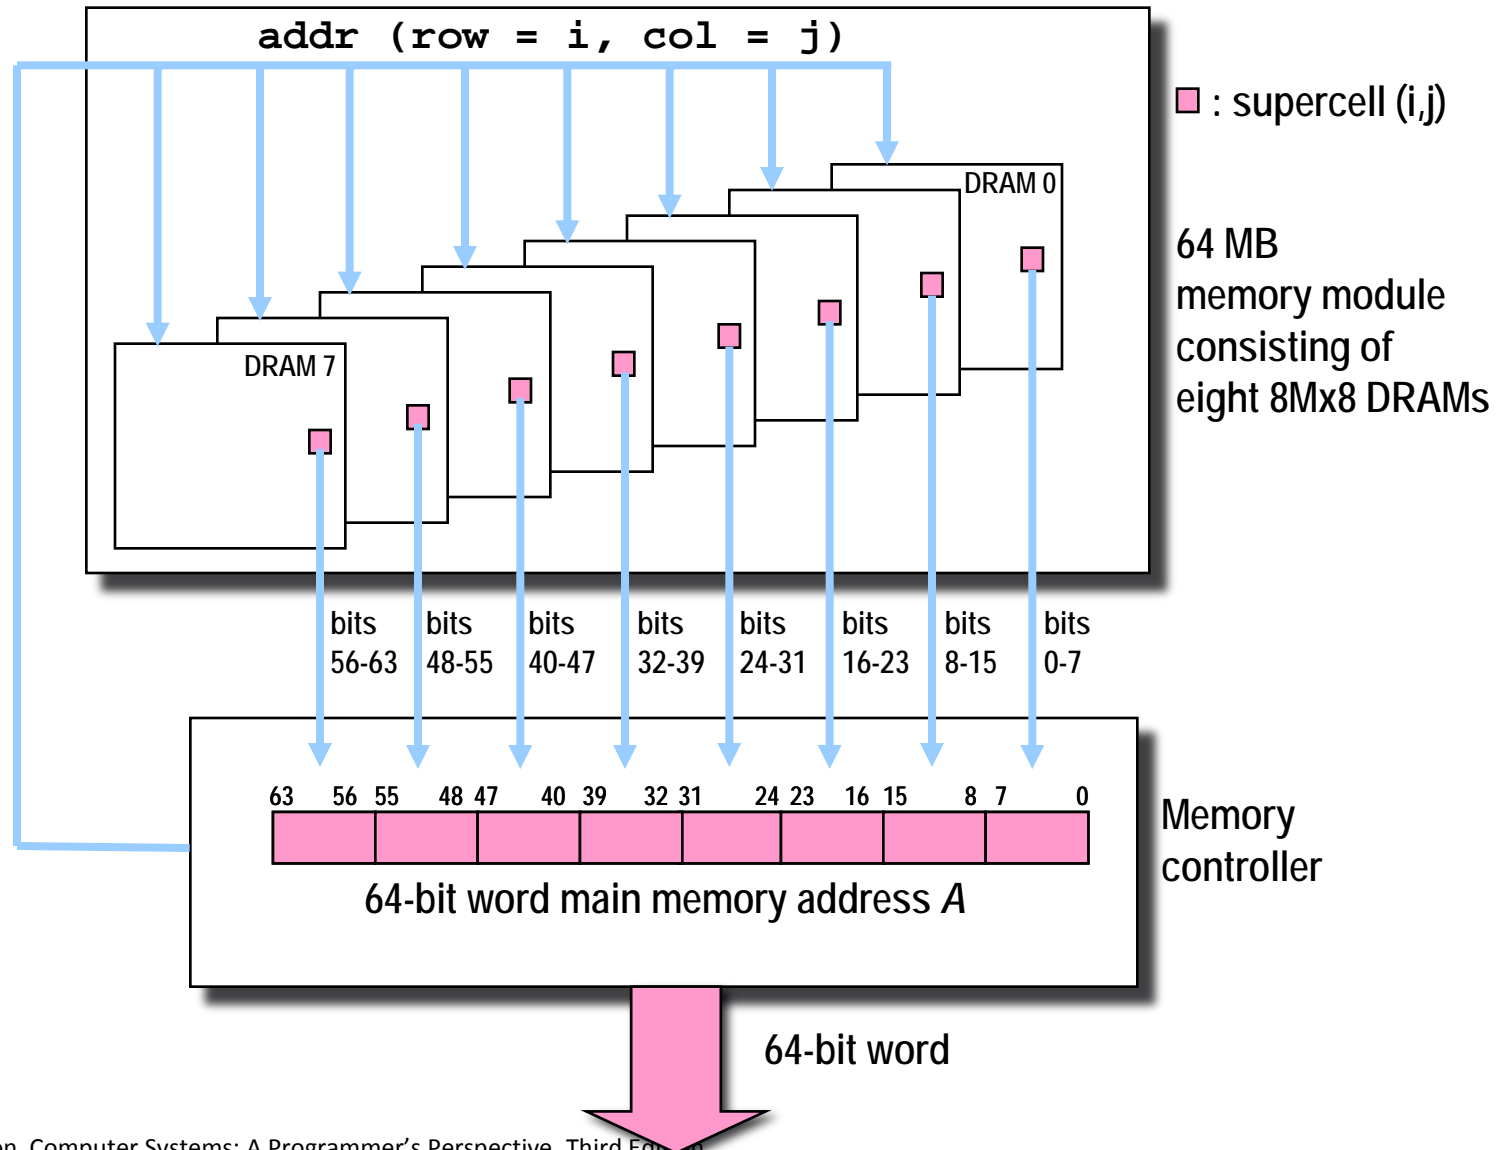 addr (row = i, col = j)
: supercell (i,j)
DRAM 0
64 MB
memory module
consisting of
eight 8Mx8 DRAMs
DRAM 7
bits bits bits bits bits bits bits bits
56-63 48-55 40-47 32-39 24-31 16-23 8-15 0-7
63 56 55 48 47 40 39 32 31 24 23 16 15 8 7 0
Memory
controller
64-bit word main memory address A
64-bit word
Computer Systems: A Programmer's Perspective, Third